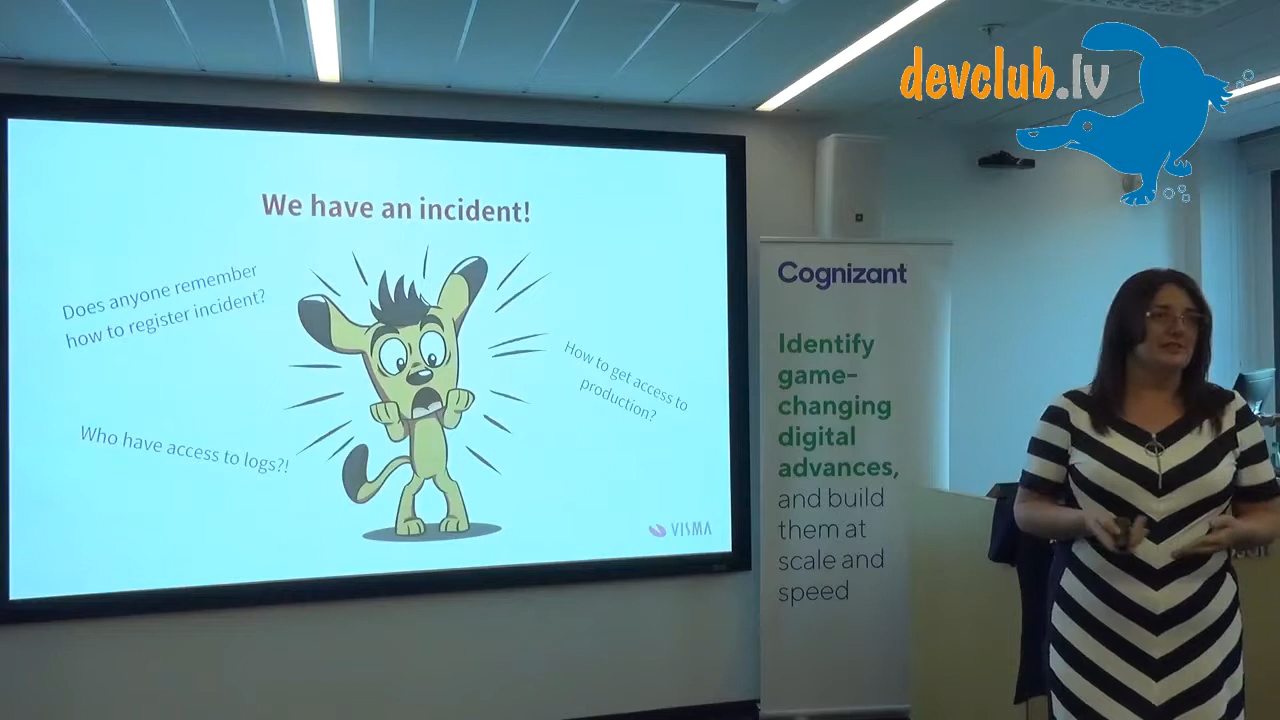 devclub.lv
We have an incident!
Does anyone remember
how to register incident?
How to get access to
production?
Who have access to logs?!
VISMA
Cognizant
Identify
game-
changing
digital
advances,
and build
them at
scale and
speed